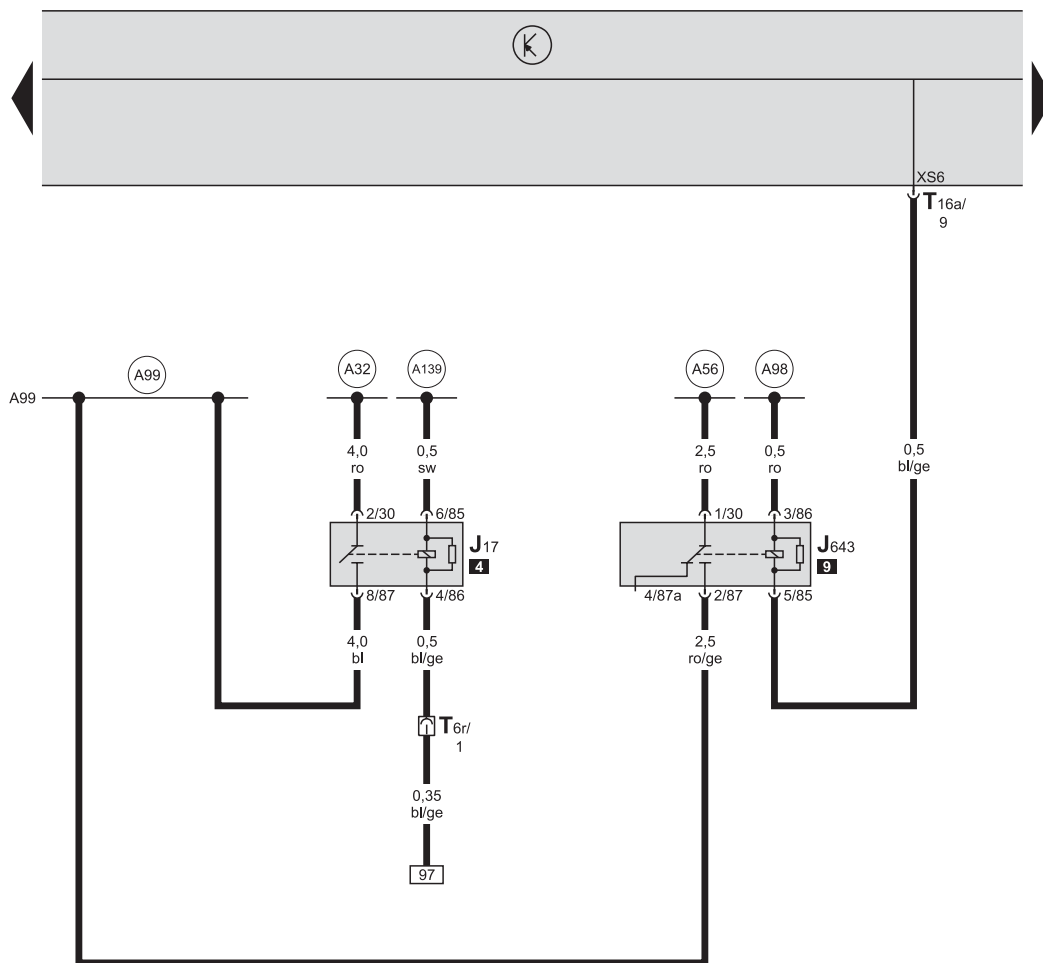 XS6
T16a/
9
A99
A99
A32
A139
A56
A98
4,0
ro
0,5
sw
2,5
ro
0,5
ro
0,5
bl/ge
2/30
6/85
J17
4
8/87
4/86
1/30
3/86
J643
9
4/87a
2/87
5/85
4,0
bl
0,5
bl/ge
2,5
ro/ge
T6r/
1
0,35
bl/ge
97